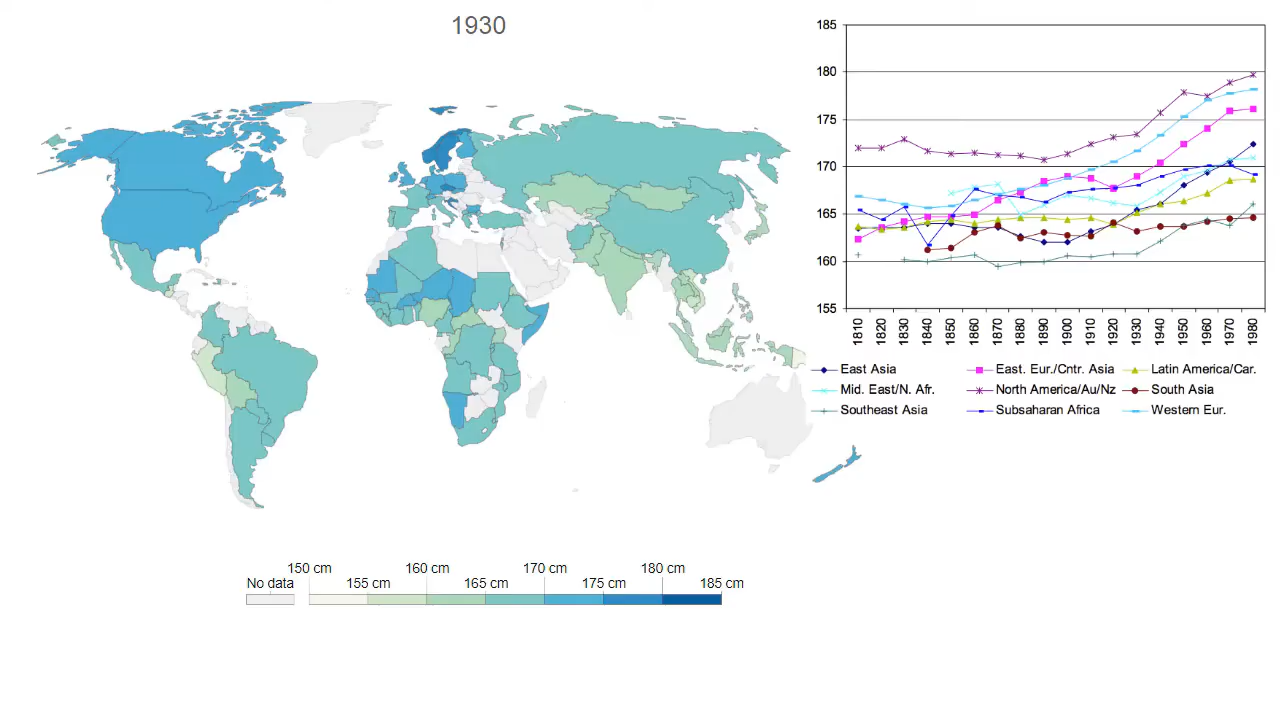 1930
185
180
175
170
165
160
155
1810 1820 1830 1840 1850 1860 1870 1880 1890 1900 1910 1920 1930 1940 1950 1960 1970 1980
East Asia East. Eur./Cntr. Asia Latin America/Car.
Mid. East/N. Afr. North America/Au/Nz South Asia
Southeast Asia Subsaharan Africa Western Eur.
150 cm 160 cm 170 cm 180 cm
No data 155 cm 165 cm 175 cm 185 cm